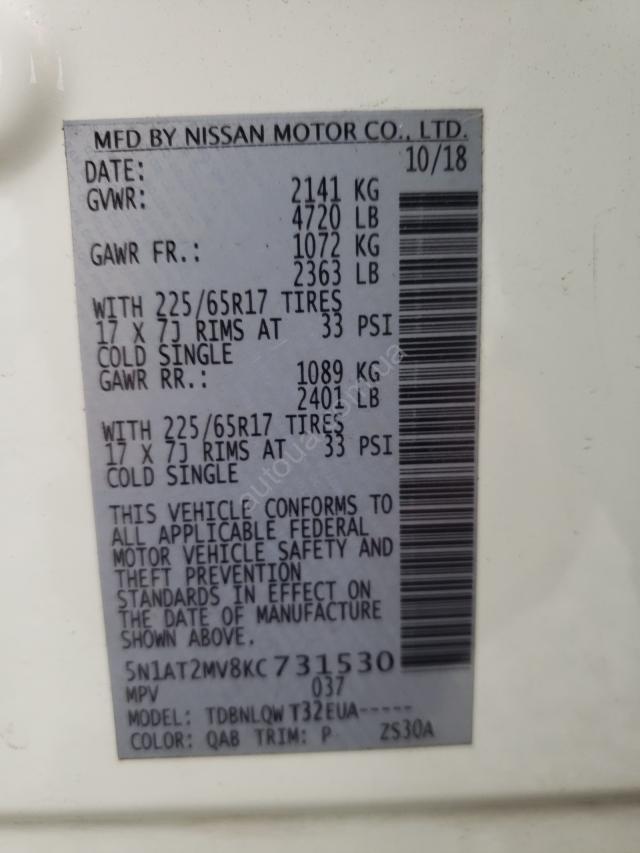 MFD BY NISSAN MOTOR CO., LTD.
DATE: 10/18
GVWR: 2141 KG
4720 LB
GAWR FR.: 1072 KG
2363 LB
WITH 225/65R17 TIRES
17 X 7J RIMS AT 33 PSI
COLD SINGLE
GAWR RR.: 1089 KG
2401 LB
WITH 225/65R17 TIRES
17 X 7J RIMS AT 33 PSI
COLD SINGLE
THIS VEHICLE CONFORMS TO
ALL APPLICABLE FEDERAL
MOTOR VEHICLE SAFETY AND
THEFT PREVENTION
STANDARDS IN EFFECT ON
THE DATE OF MANUFACTURE
SHOWN ABOVE.
5N1AT2MV8KC731530
MPV 037
MODEL: TDBNLQW T32EUA-----
COLOR: QAB TRIM: P ZS30A
autoua.com.ua